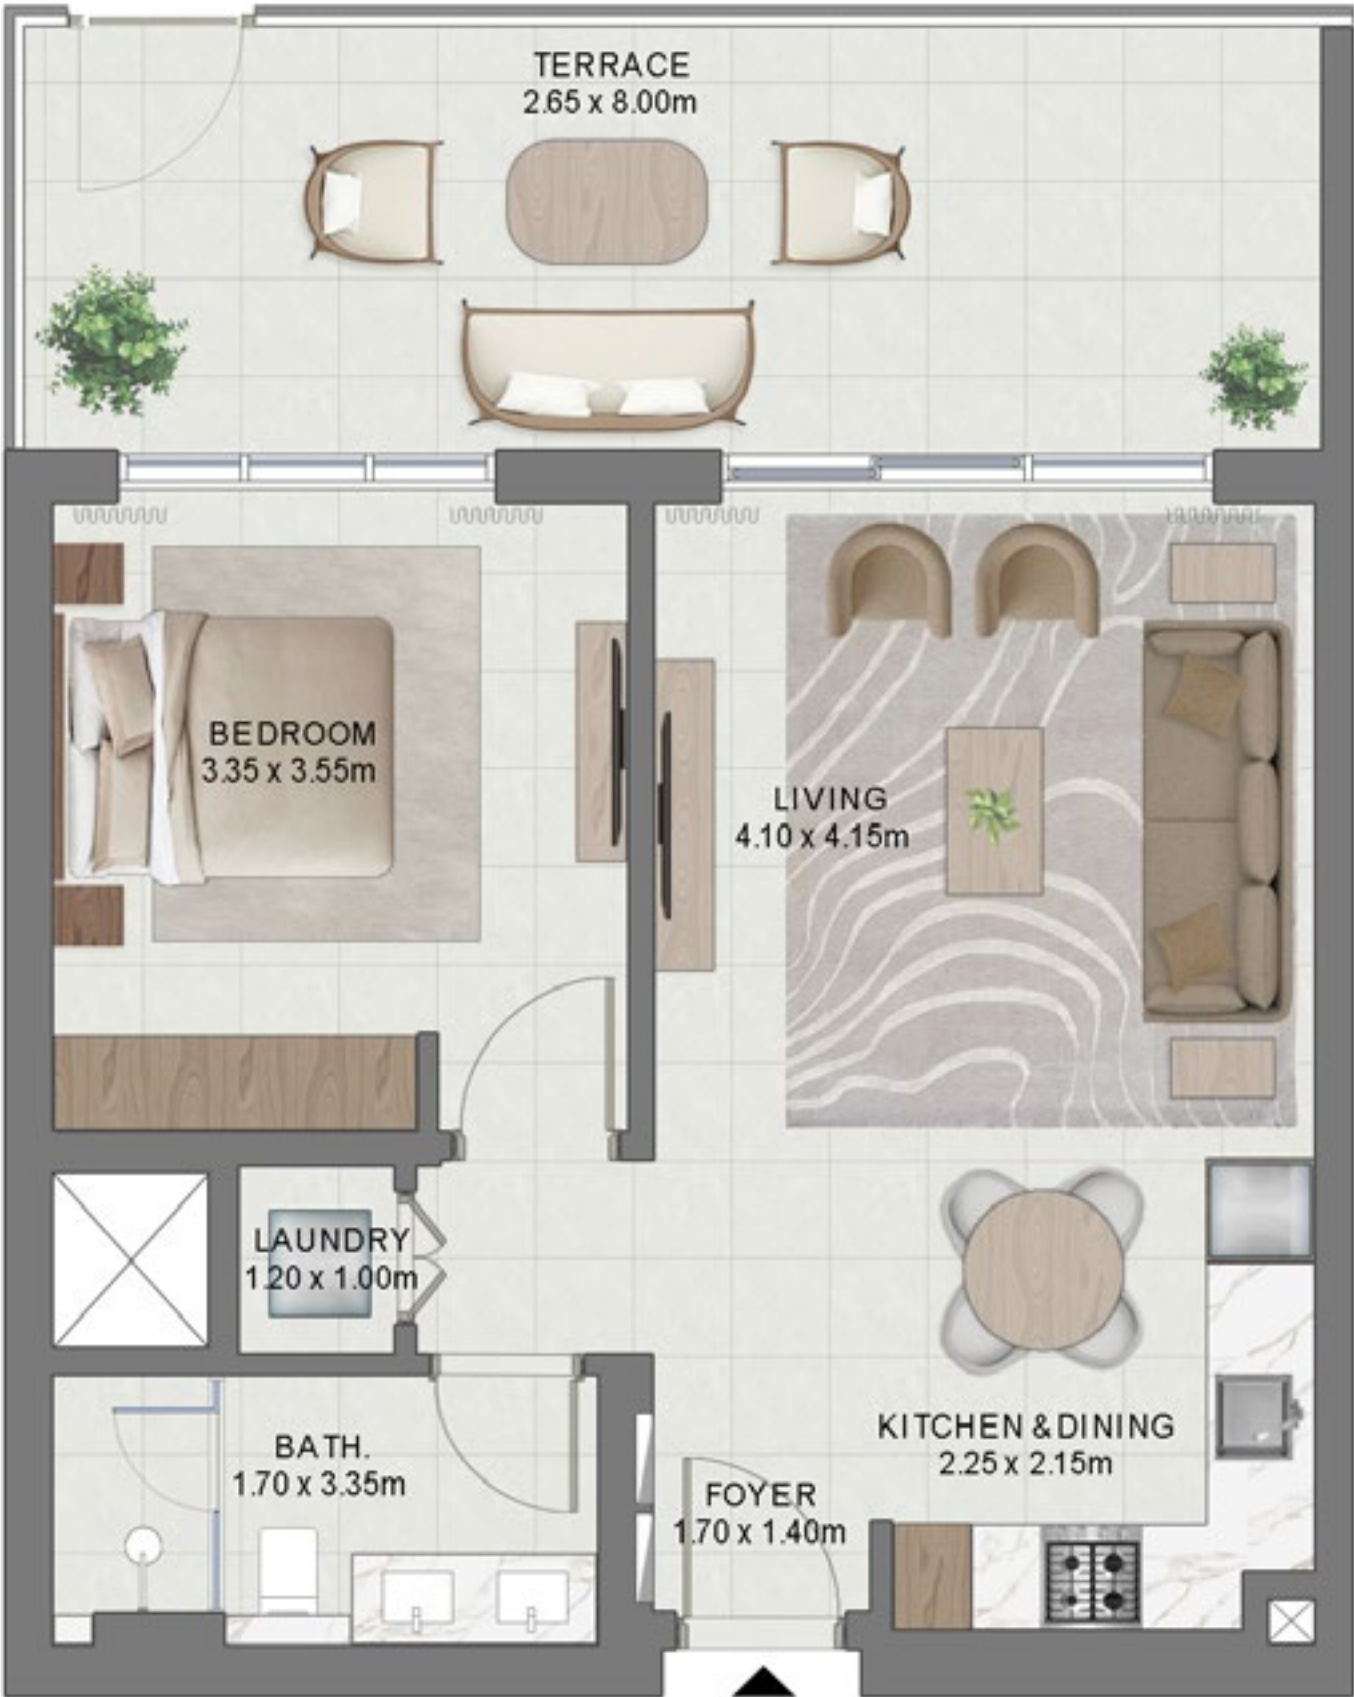 TERRACE
2.65 x 8.00m
BEDROOM
3.35 x 3.55m
LIVING
4.10 x 4.15m
LAUNDRY
1.20 x 1.00m
KITCHEN & DINING
2.25 x 2.15m
BATH.
1.70 x 3.35m
FOYER
1.70 x 1.40m